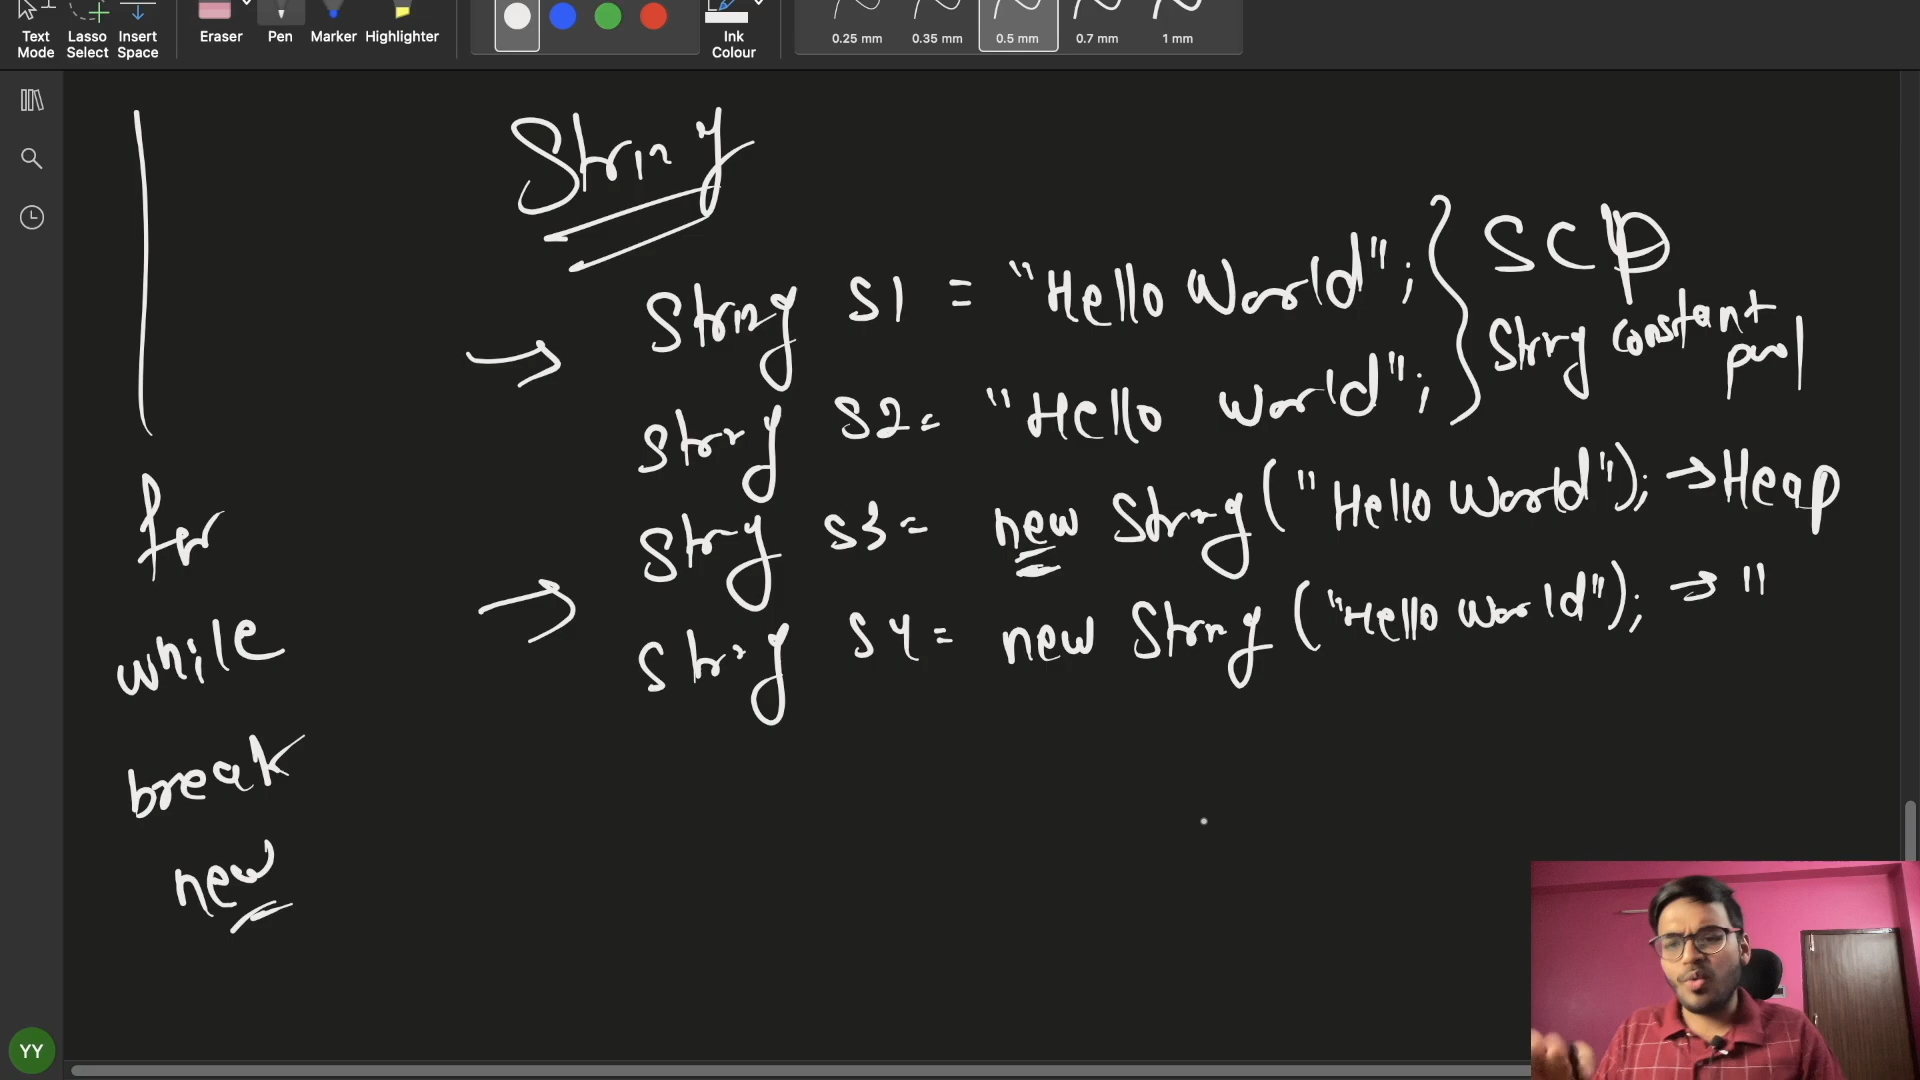 Text Mode
Lasso Select
Insert Space
Eraser
Pen
Marker
Highlighter
Ink Colour
0.25 mm
0.35 mm
0.5 mm
0.7 mm
1 mm
String
String S1 = "Hello World";
String S2 = "Hello World";
String S3 = new String("Hello World"); → Heap
String S4 = new String ("Hello World"); → "
SCP
String constant pool
for
while
break
new
YY